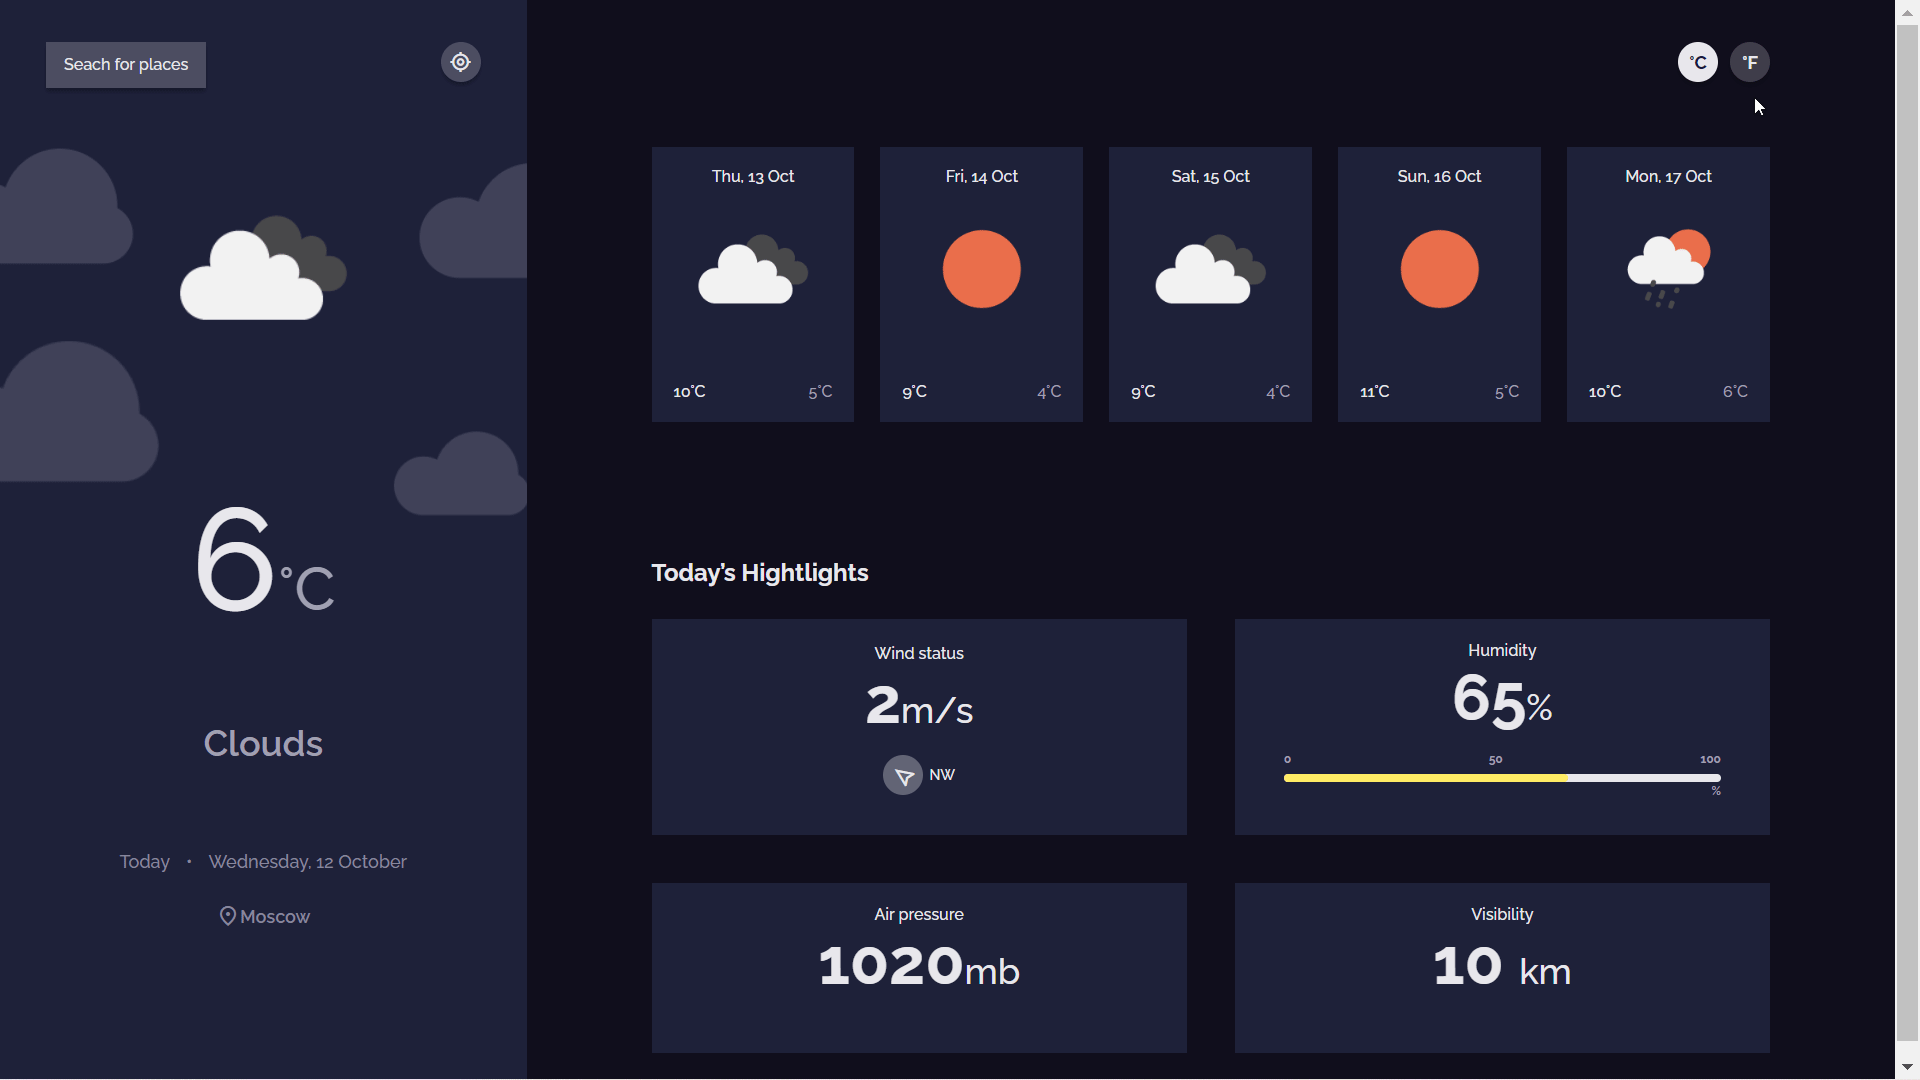 Seach for places
6°C
Clouds
Today • Wednesday, 12 October
Moscow
°C °F
Thu, 13 Oct
10°C 5°C
Fri, 14 Oct
9°C 4°C
Sat, 15 Oct
9°C 4°C
Sun, 16 Oct
11°C 5°C
Mon, 17 Oct
10°C 6°C
Today’s Hightlights
Wind status
2m/s
NW
Humidity
65%
0 50 100
%
Air pressure
1020mb
Visibility
10 km